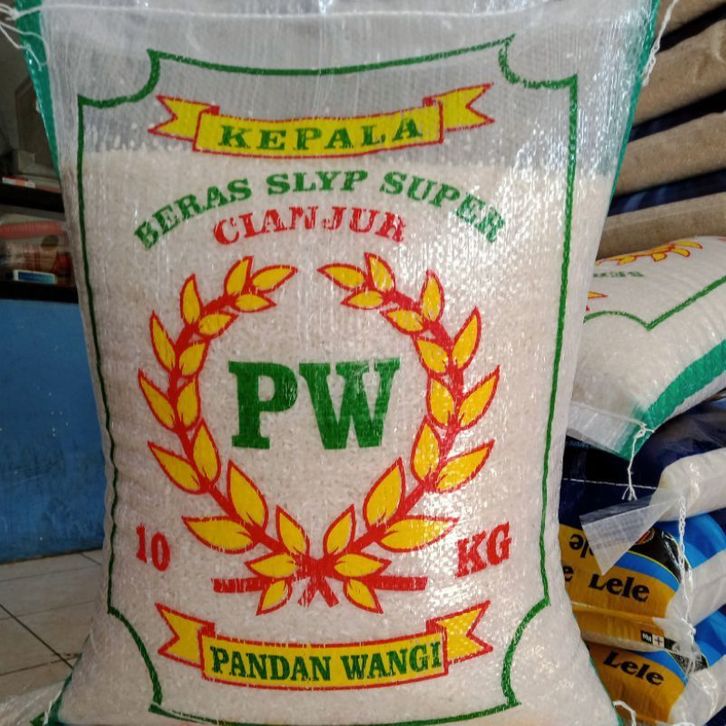 KEPALA
BERAS SLYP SUPER
CIANJUR
PW
10 KG
PANDAN WANGI
Lele
Lele